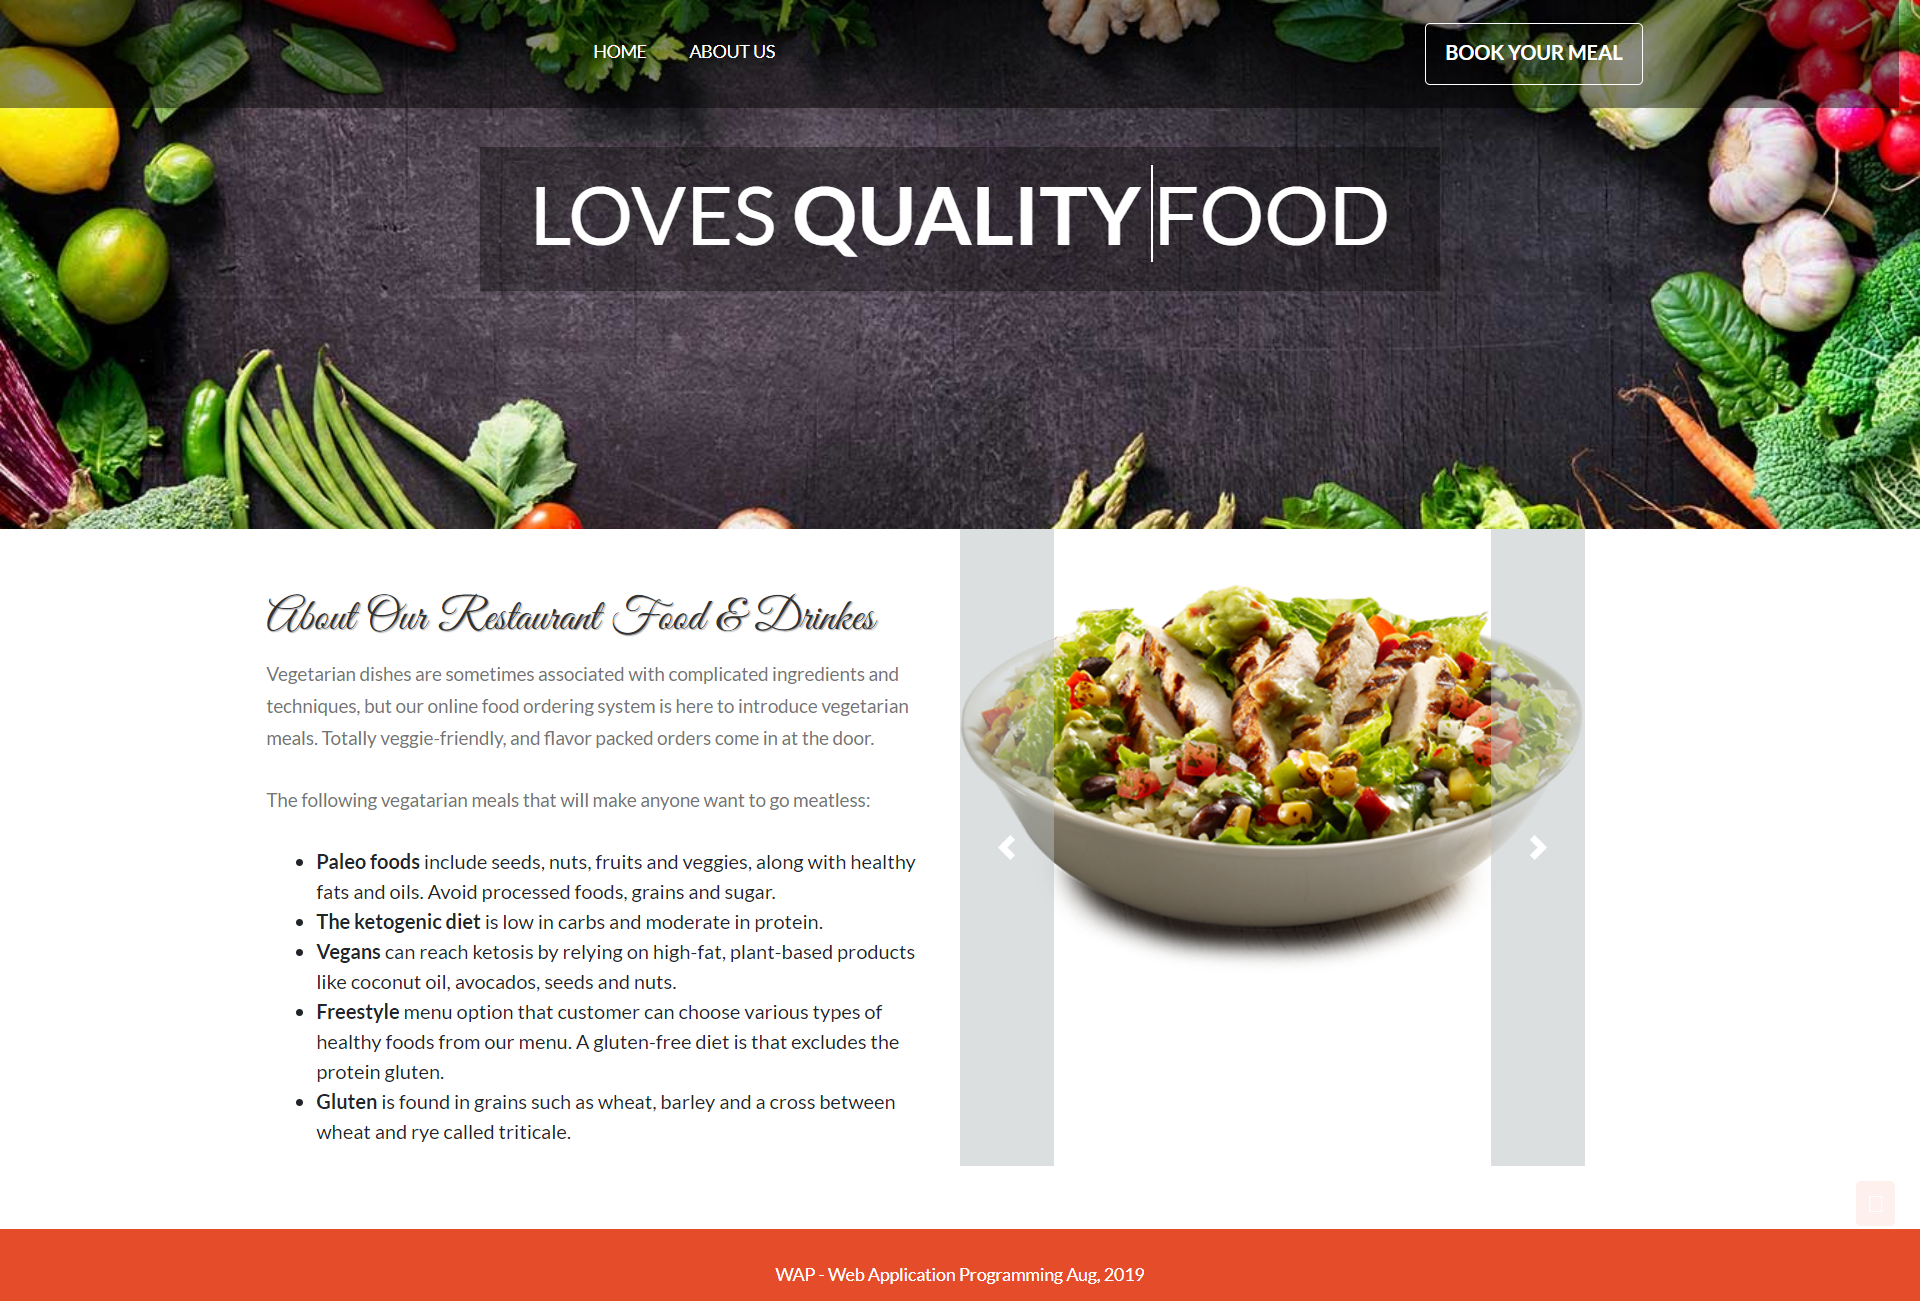 HOME ABOUT US BOOK YOUR MEAL
LOVES QUALITY FOOD
About Our Restaurant Food & Drinkes
Vegetarian dishes are sometimes associated with complicated ingredients and
techniques, but our online food ordering system is here to introduce vegetarian
meals. Totally veggie-friendly, and flavor packed orders come in at the door.
The following vegatarian meals that will make anyone want to go meatless:
Paleo foods include seeds, nuts, fruits and veggies, along with healthy
fats and oils. Avoid processed foods, grains and sugar.
The ketogenic diet is low in carbs and moderate in protein.
Vegans can reach ketosis by relying on high-fat, plant-based products
like coconut oil, avocados, seeds and nuts.
Freestyle menu option that customer can choose various types of
healthy foods from our menu. A gluten-free diet is that excludes the
protein gluten.
Gluten is found in grains such as wheat, barley and a cross between
wheat and rye called triticale.
WAP - Web Application Programming Aug, 2019